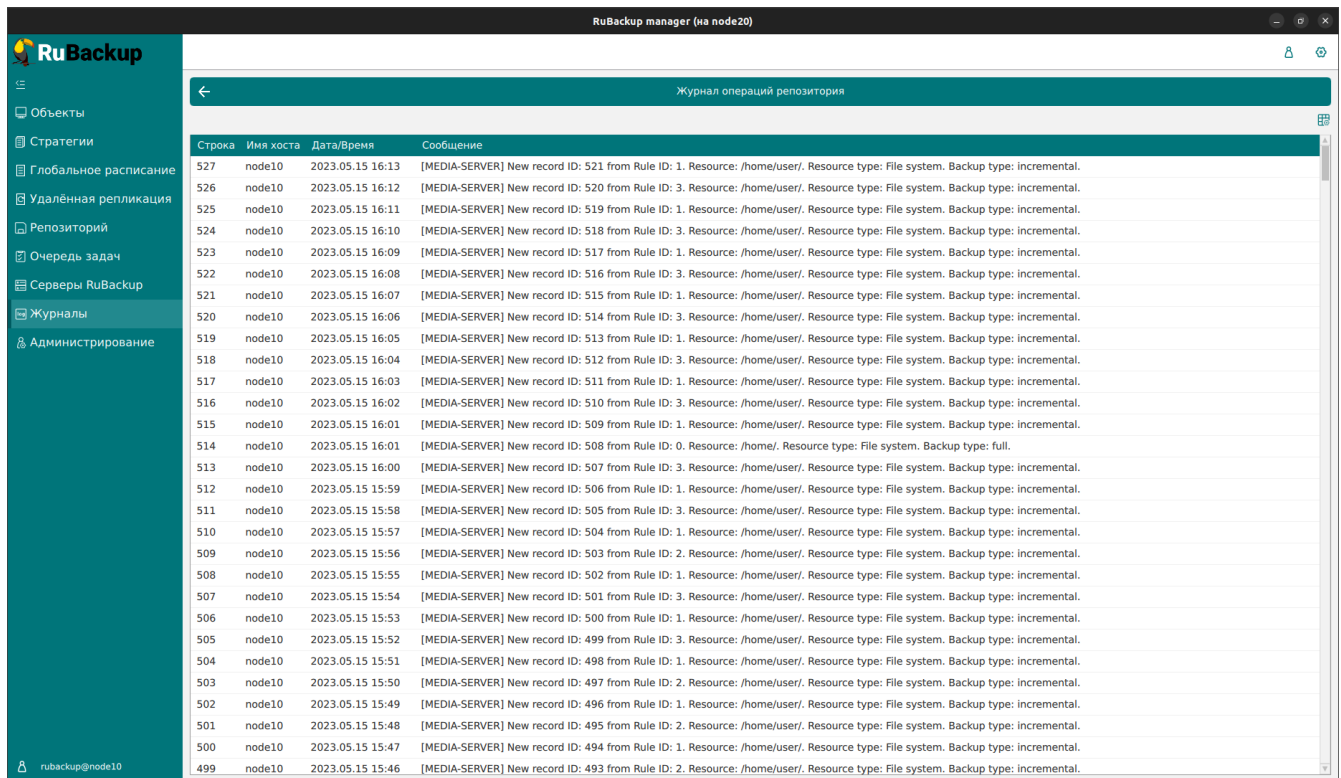 RuBackup manager (на node20)
RuBackup
Журнал операций репозитория
Объекты
Стратегии
Глобальное расписание
Удалённая репликация
Репозиторий
Очередь задач
Серверы RuBackup
Журналы
Администрирование
rubackup@node10
Строка Имя хоста Дата/Время Сообщение
527 node10 2023.05.15 16:13 [MEDIA-SERVER] New record ID: 521 from Rule ID: 1. Resource: /home/user/. Resource type: File system. Backup type: incremental.
526 node10 2023.05.15 16:12 [MEDIA-SERVER] New record ID: 520 from Rule ID: 3. Resource: /home/user/. Resource type: File system. Backup type: incremental.
525 node10 2023.05.15 16:11 [MEDIA-SERVER] New record ID: 519 from Rule ID: 1. Resource: /home/user/. Resource type: File system. Backup type: incremental.
524 node10 2023.05.15 16:10 [MEDIA-SERVER] New record ID: 518 from Rule ID: 3. Resource: /home/user/. Resource type: File system. Backup type: incremental.
523 node10 2023.05.15 16:09 [MEDIA-SERVER] New record ID: 517 from Rule ID: 1. Resource: /home/user/. Resource type: File system. Backup type: incremental.
522 node10 2023.05.15 16:08 [MEDIA-SERVER] New record ID: 516 from Rule ID: 3. Resource: /home/user/. Resource type: File system. Backup type: incremental.
521 node10 2023.05.15 16:07 [MEDIA-SERVER] New record ID: 515 from Rule ID: 1. Resource: /home/user/. Resource type: File system. Backup type: incremental.
520 node10 2023.05.15 16:06 [MEDIA-SERVER] New record ID: 514 from Rule ID: 3. Resource: /home/user/. Resource type: File system. Backup type: incremental.
519 node10 2023.05.15 16:05 [MEDIA-SERVER] New record ID: 513 from Rule ID: 1. Resource: /home/user/. Resource type: File system. Backup type: incremental.
518 node10 2023.05.15 16:04 [MEDIA-SERVER] New record ID: 512 from Rule ID: 3. Resource: /home/user/. Resource type: File system. Backup type: incremental.
517 node10 2023.05.15 16:03 [MEDIA-SERVER] New record ID: 511 from Rule ID: 1. Resource: /home/user/. Resource type: File system. Backup type: incremental.
516 node10 2023.05.15 16:02 [MEDIA-SERVER] New record ID: 510 from Rule ID: 3. Resource: /home/user/. Resource type: File system. Backup type: incremental.
515 node10 2023.05.15 16:01 [MEDIA-SERVER] New record ID: 509 from Rule ID: 1. Resource: /home/user/. Resource type: File system. Backup type: incremental.
514 node10 2023.05.15 16:01 [MEDIA-SERVER] New record ID: 508 from Rule ID: 0. Resource: /home/. Resource type: File system. Backup type: full.
513 node10 2023.05.15 16:00 [MEDIA-SERVER] New record ID: 507 from Rule ID: 3. Resource: /home/user/. Resource type: File system. Backup type: incremental.
512 node10 2023.05.15 15:59 [MEDIA-SERVER] New record ID: 506 from Rule ID: 1. Resource: /home/user/. Resource type: File system. Backup type: incremental.
511 node10 2023.05.15 15:58 [MEDIA-SERVER] New record ID: 505 from Rule ID: 3. Resource: /home/user/. Resource type: File system. Backup type: incremental.
510 node10 2023.05.15 15:57 [MEDIA-SERVER] New record ID: 504 from Rule ID: 1. Resource: /home/user/. Resource type: File system. Backup type: incremental.
509 node10 2023.05.15 15:56 [MEDIA-SERVER] New record ID: 503 from Rule ID: 2. Resource: /home/user/. Resource type: File system. Backup type: incremental.
508 node10 2023.05.15 15:55 [MEDIA-SERVER] New record ID: 502 from Rule ID: 1. Resource: /home/user/. Resource type: File system. Backup type: incremental.
507 node10 2023.05.15 15:54 [MEDIA-SERVER] New record ID: 501 from Rule ID: 3. Resource: /home/user/. Resource type: File system. Backup type: incremental.
506 node10 2023.05.15 15:53 [MEDIA-SERVER] New record ID: 500 from Rule ID: 1. Resource: /home/user/. Resource type: File system. Backup type: incremental.
505 node10 2023.05.15 15:52 [MEDIA-SERVER] New record ID: 499 from Rule ID: 3. Resource: /home/user/. Resource type: File system. Backup type: incremental.
504 node10 2023.05.15 15:51 [MEDIA-SERVER] New record ID: 498 from Rule ID: 1. Resource: /home/user/. Resource type: File system. Backup type: incremental.
503 node10 2023.05.15 15:50 [MEDIA-SERVER] New record ID: 497 from Rule ID: 2. Resource: /home/user/. Resource type: File system. Backup type: incremental.
502 node10 2023.05.15 15:49 [MEDIA-SERVER] New record ID: 496 from Rule ID: 1. Resource: /home/user/. Resource type: File system. Backup type: incremental.
501 node10 2023.05.15 15:48 [MEDIA-SERVER] New record ID: 495 from Rule ID: 2. Resource: /home/user/. Resource type: File system. Backup type: incremental.
500 node10 2023.05.15 15:47 [MEDIA-SERVER] New record ID: 494 from Rule ID: 1. Resource: /home/user/. Resource type: File system. Backup type: incremental.
499 node10 2023.05.15 15:46 [MEDIA-SERVER] New record ID: 493 from Rule ID: 2. Resource: /home/user/. Resource type: File system. Backup type: incremental.